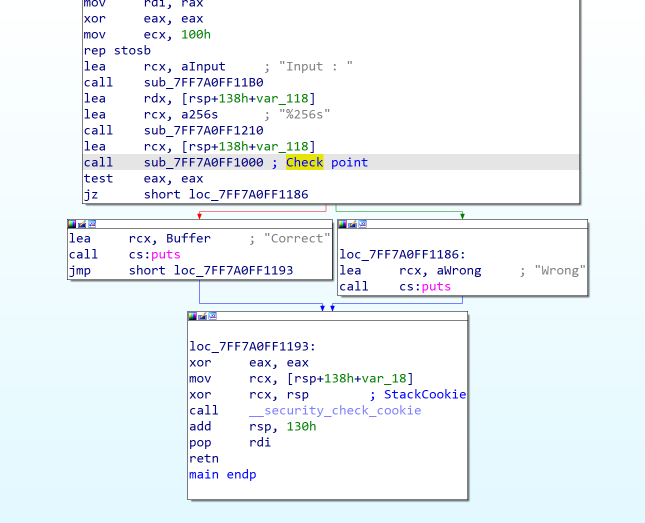 mov rdi, rax
xor eax, eax
mov ecx, 100h
rep stosb
lea rcx, aInput ; "Input : "
call sub_7FF7A0FF11B0
lea rdx, [rsp+138h+var_118]
lea rcx, a256s ; "%256s"
call sub_7FF7A0FF1210
lea rcx, [rsp+138h+var_118]
call sub_7FF7A0FF1000 ; Check point
test eax, eax
jz short loc_7FF7A0FF1186
lea rcx, Buffer ; "Correct"
call cs:puts
jmp short loc_7FF7A0FF1193
loc_7FF7A0FF1186:
lea rcx, aWrong ; "Wrong"
call cs:puts
loc_7FF7A0FF1193:
xor eax, eax
mov rcx, [rsp+138h+var_18]
xor rcx, rsp ; StackCookie
call __security_check_cookie
add rsp, 130h
pop rdi
retn
main endp